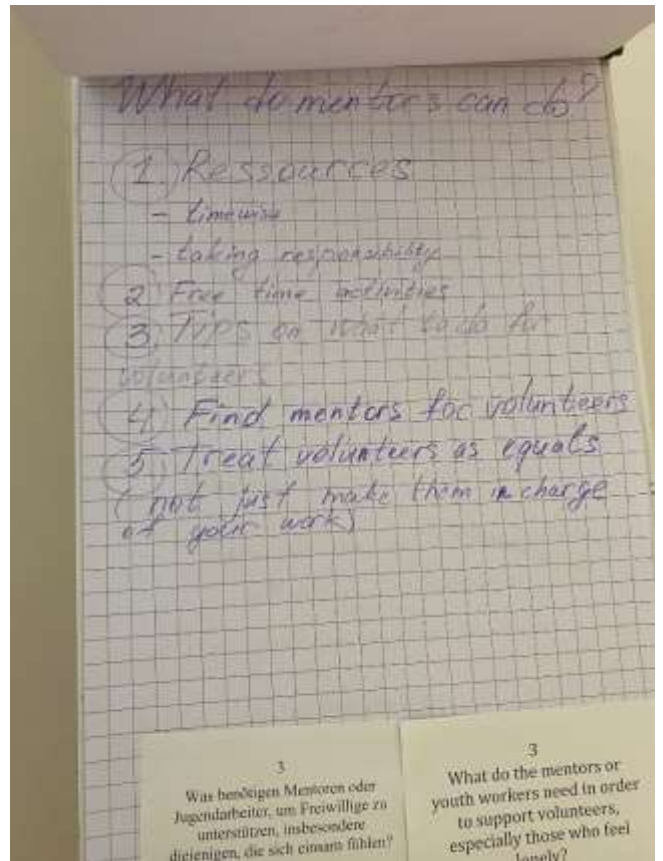 What do mentors can do?
1. Ressources
- timewise
- taking responsibility
2. Free time activities
3. Tips on what to do for
volunteers
4. Find mentors for volunteers
5. Treat volunteers as equals
(not just make them in charge
of your work)
3
Was benötigen Mentoren oder
Jugendarbeiter, um Freiwillige zu
unterstützen, insbesondere
diejenigen, die sich einsam fühlen?
3
What do the mentors or
youth workers need in order
to support volunteers,
especially those who feel
lonely?